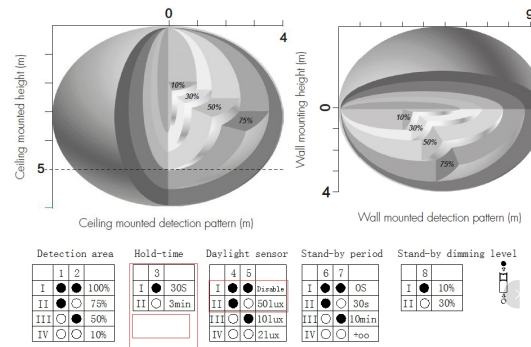 0
4
9
Ceiling mounted height (m)
10%
30%
50%
75%
5
Ceiling mounted detection pattern (m)
Wall mounting height (m)
0
10%
30%
50%
75%
4
Wall mounted detection pattern (m)
Detection area
1 2
I 100%
II 75%
III 50%
IV 10%
Hold-time
3
I 30S
II 3min
Daylight sensor
4 5
I Disable
II 50lux
III 10lux
IV 2lux
Stand-by period
6 7
I 0S
II 30s
III 10min
IV +oo
Stand-by dimming level
8
I 10%
II 30%